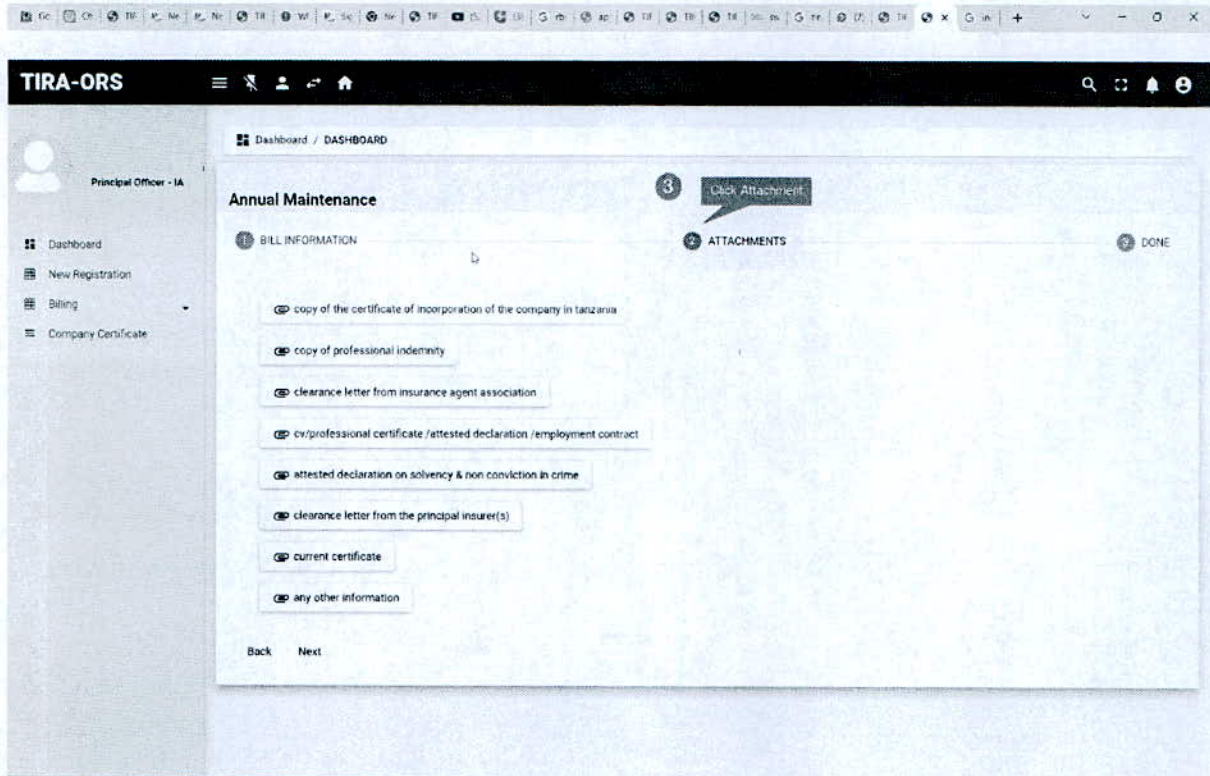 TIRA-ORS
Dashboard / DASHBOARD
Principal Officer - IA
Annual Maintenance
3
Click Attachment
1 BILL INFORMATION
2 ATTACHMENTS
3 DONE
Dashboard
New Registration
Billing
Company Certificate
copy of the certificate of incorporation of the company in tanzania
copy of professional indemnity
clearance letter from insurance agent association
cv/professional certificate /attested declaration /employment contract
attested declaration on solvency & non conviction in crime
clearance letter from the principal insurer(s)
current certificate
any other information
Back Next